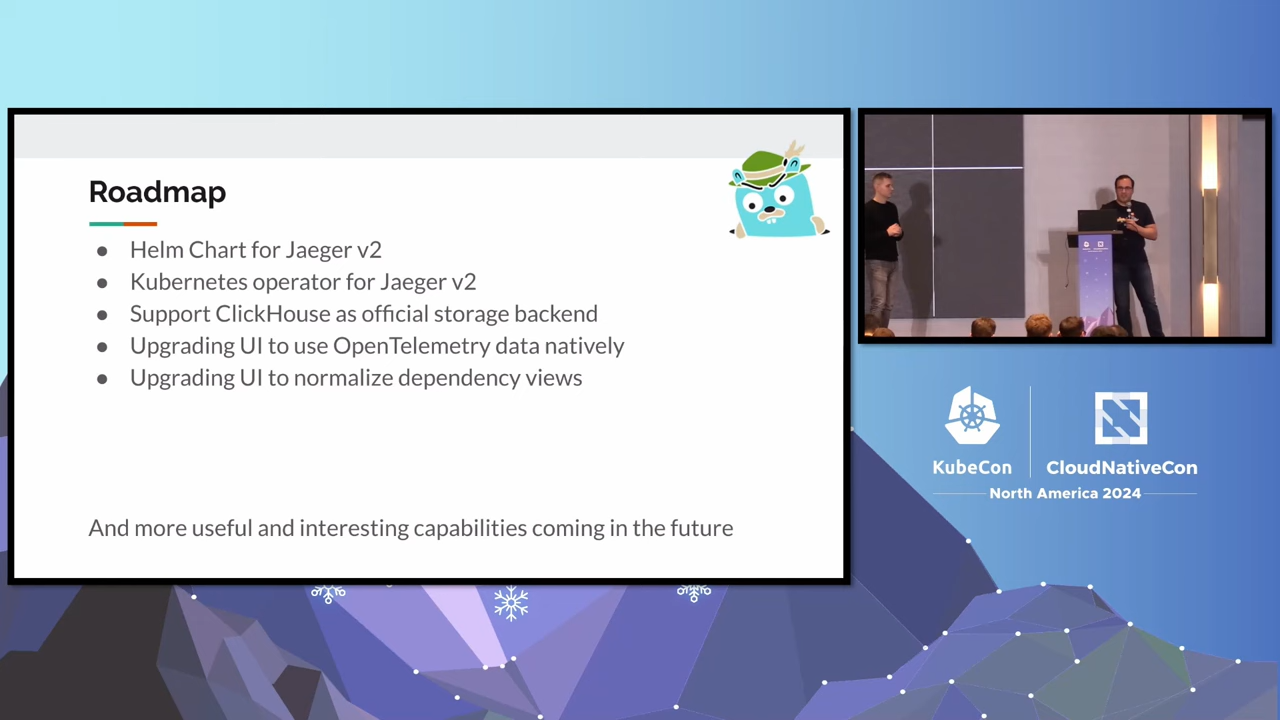 Roadmap
● Helm Chart for Jaeger v2
● Kubernetes operator for Jaeger v2
● Support ClickHouse as official storage backend
● Upgrading UI to use OpenTelemetry data natively
● Upgrading UI to normalize dependency views
And more useful and interesting capabilities coming in the future
KubeCon
CloudNativeCon
North America 2024